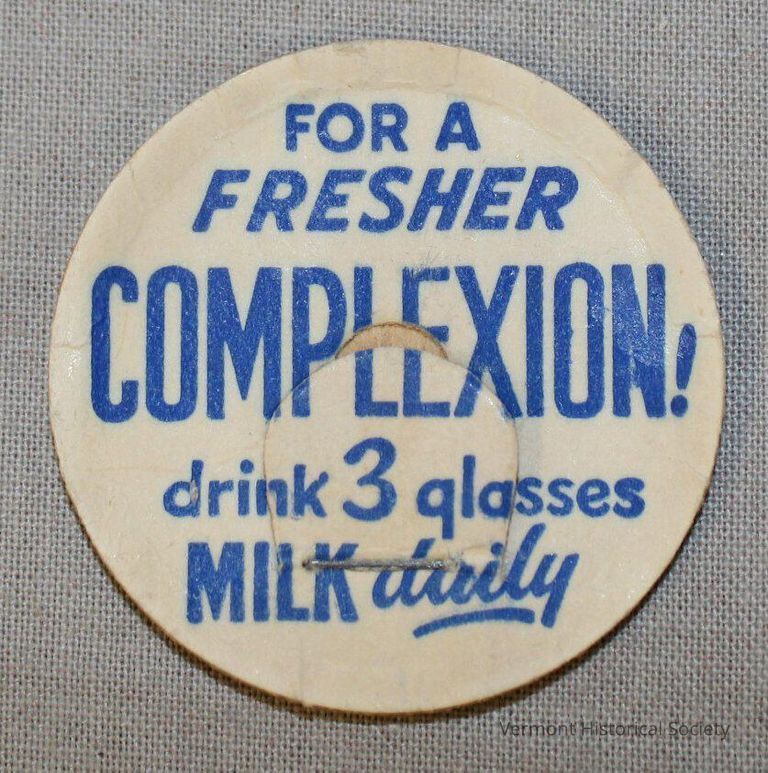 FOR A
FRESHER
COMPLEXION!
drink 3 glasses
MILK daily
Vermont Historical Society